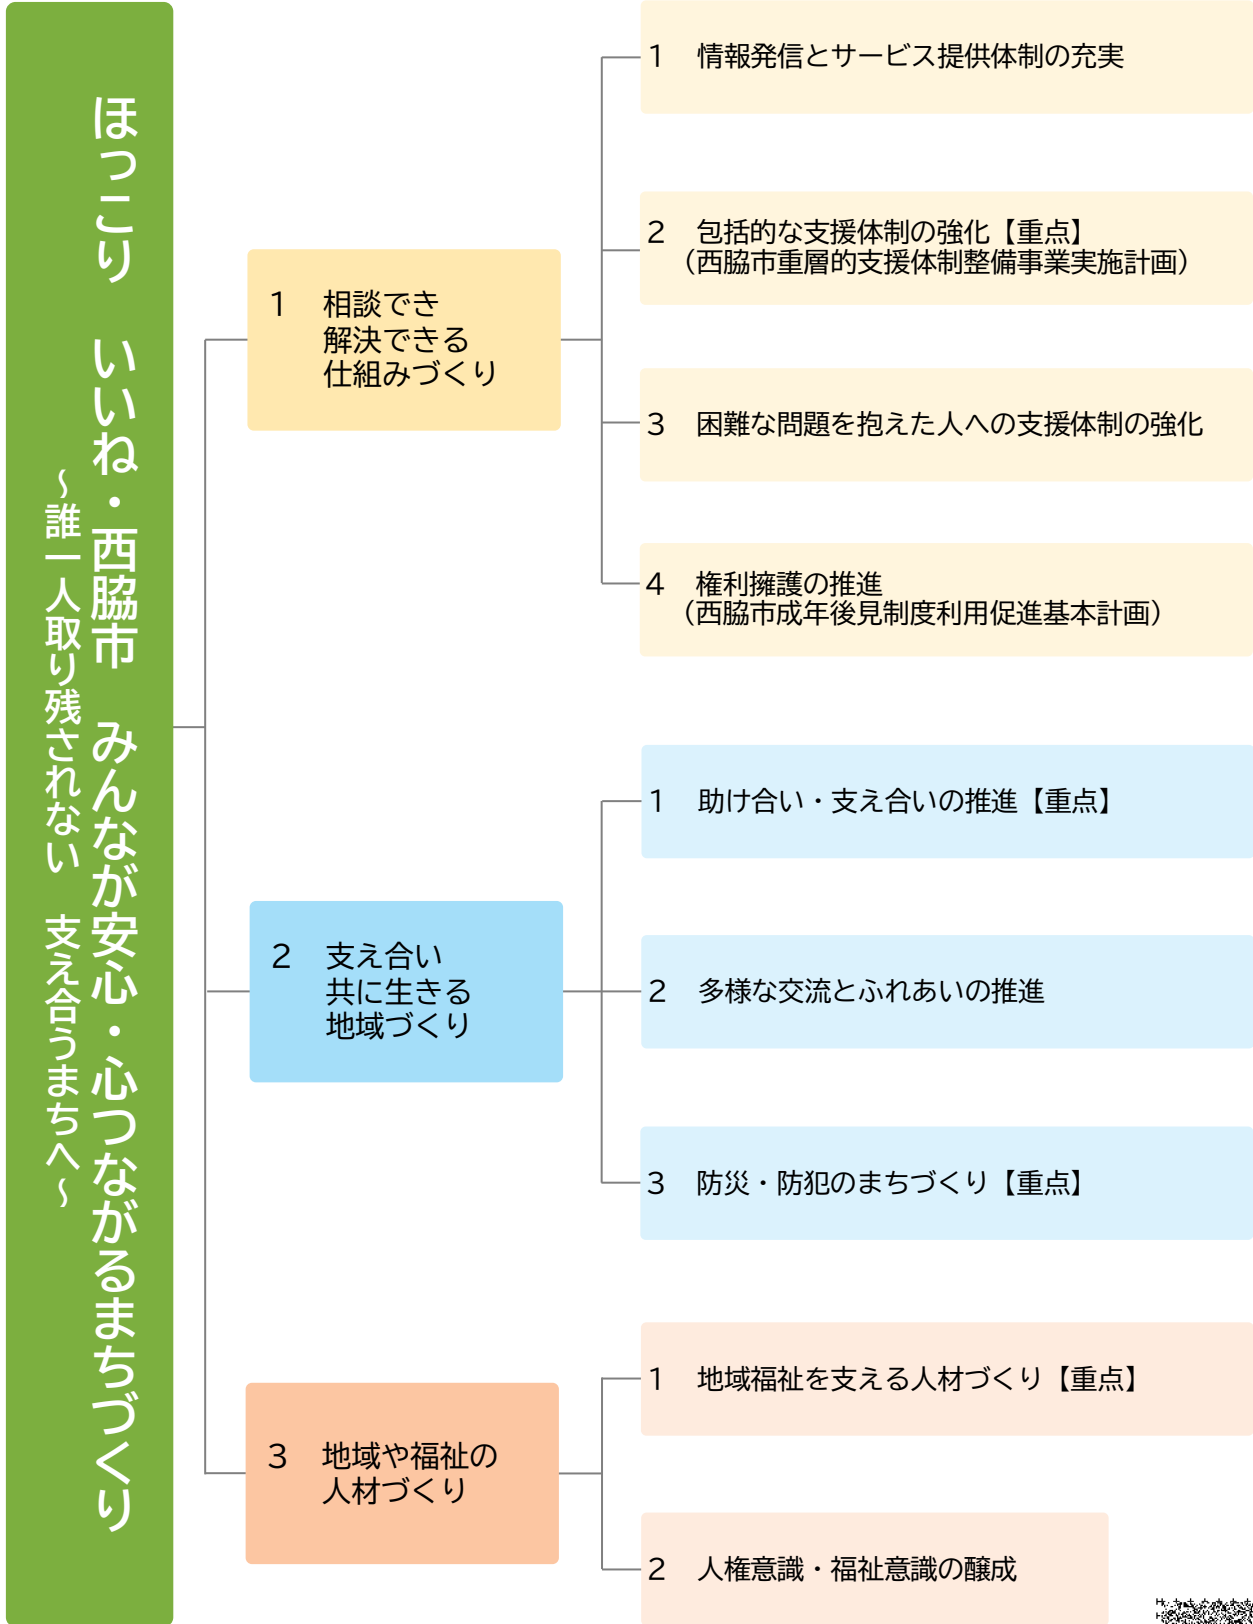 ほっこり　いいね・西脇市　みんなが安心・心つながるまちづくり
～誰一人取り残されない　支え合うまちへ～
1　相談でき
解決できる
仕組みづくり
1　情報発信とサービス提供体制の充実
2　包括的な支援体制の強化【重点】
（西脇市重層的支援体制整備事業実施計画）
3　困難な問題を抱えた人への支援体制の強化
4　権利擁護の推進
（西脇市成年後見制度利用促進基本計画）
2　支え合い
共に生きる
地域づくり
1　助け合い・支え合いの推進【重点】
2　多様な交流とふれあいの推進
3　防災・防犯のまちづくり【重点】
3　地域や福祉の
人材づくり
1　地域福祉を支える人材づくり【重点】
2　人権意識・福祉意識の醸成